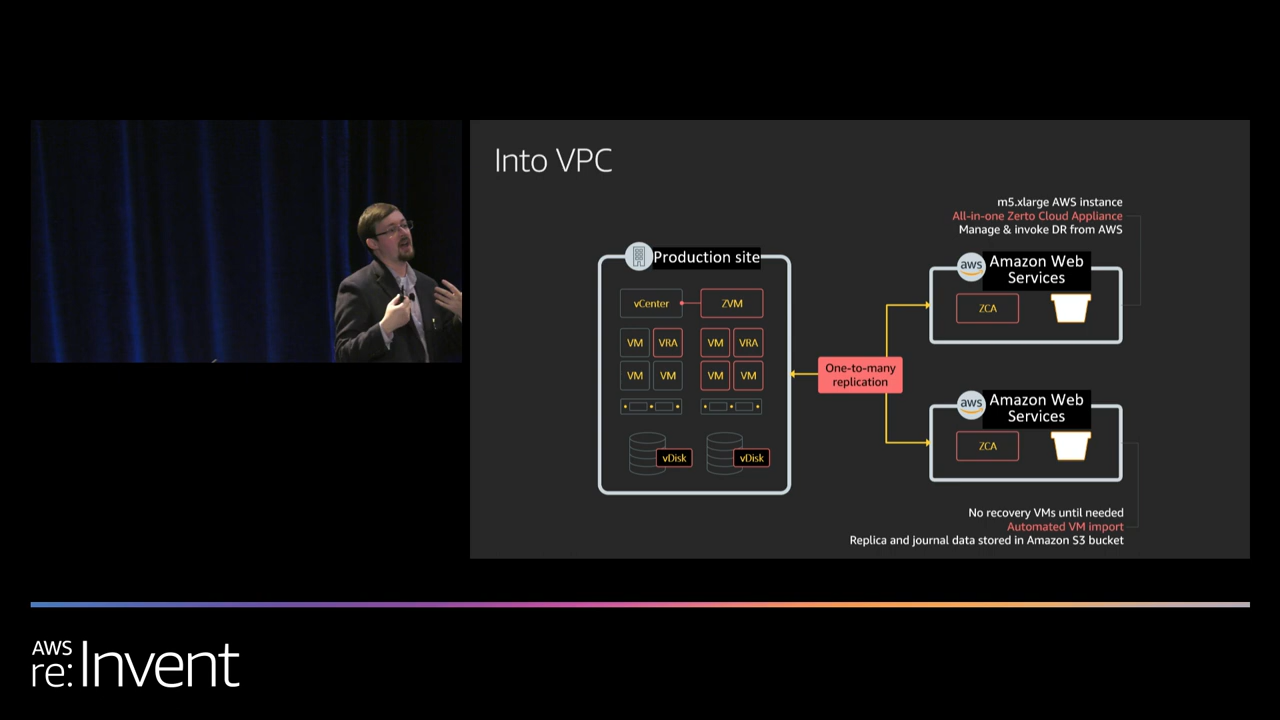 Into VPC
m5.xlarge AWS instance
All-in-one Zerto Cloud Appliance
Manage & invoke DR from AWS
Production site
aws
Amazon Web
Services
vCenter
ZVM
ZCA
VM
VRA
VM
VRA
VM
VM
VM
VM
One-to-many
replication
aws
Amazon Web
Services
ZCA
vDisk
vDisk
No recovery VMs until needed
Automated VM import
Replica and journal data stored in Amazon S3 bucket
AWS
re:Invent